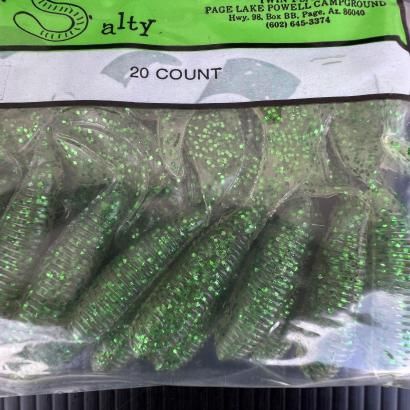 PAGE LAKE POWELL CAMPGROUND
Hwy. 98, Box BB, Page, Az. 86040
(602) 645-3374
alty
20 COUNT